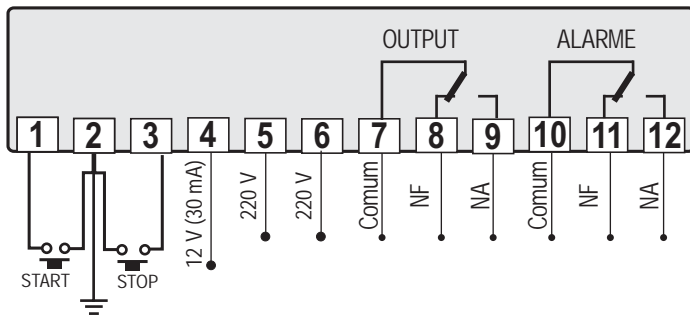 OUTPUT ALARME
1 2 3 4 5 6 7 8 9 10 11 12
12 V (30 mA)
220 V
220 V
Comum
NF
NA
Comum
NF
NA
START STOP